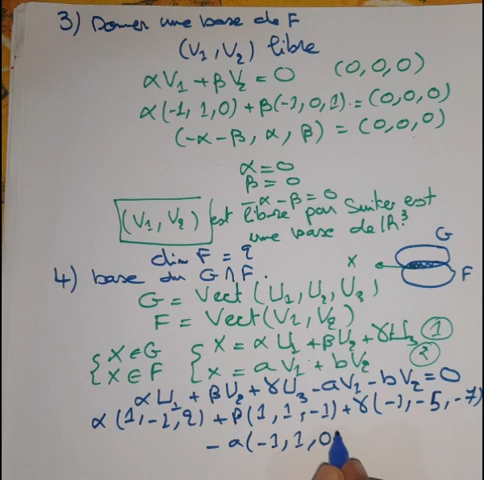 3) Donner une base de F
(V₁, V₂) libre
αV₁ + βV₂ = 0 (0,0,0)
α(-1, 1, 0) + β(-1, 0, 1) = (0,0,0)
(-α-β, α, β) = (0,0,0)
α=0
β=0
-α-β=0
(V₁, V₂) est libre par suite est
une base de ℝ³
dim F = 2
4) base du G∩F.
G
X
F
G = Vect(U₁, U₂, U₃)
F = Vect(V₁, V₂)
{ X∈G { X = αU₁ + βU₂ + γU₃ ①
{ X∈F { X = aV₁ + bV₂ ②
αU₁ + βU₂ + γU₃ - aV₁ - bV₂ = 0
α(1,-1,2) + β(1, 1, -1) + γ(-1, -5, -7)
- a(-1, 1, 0